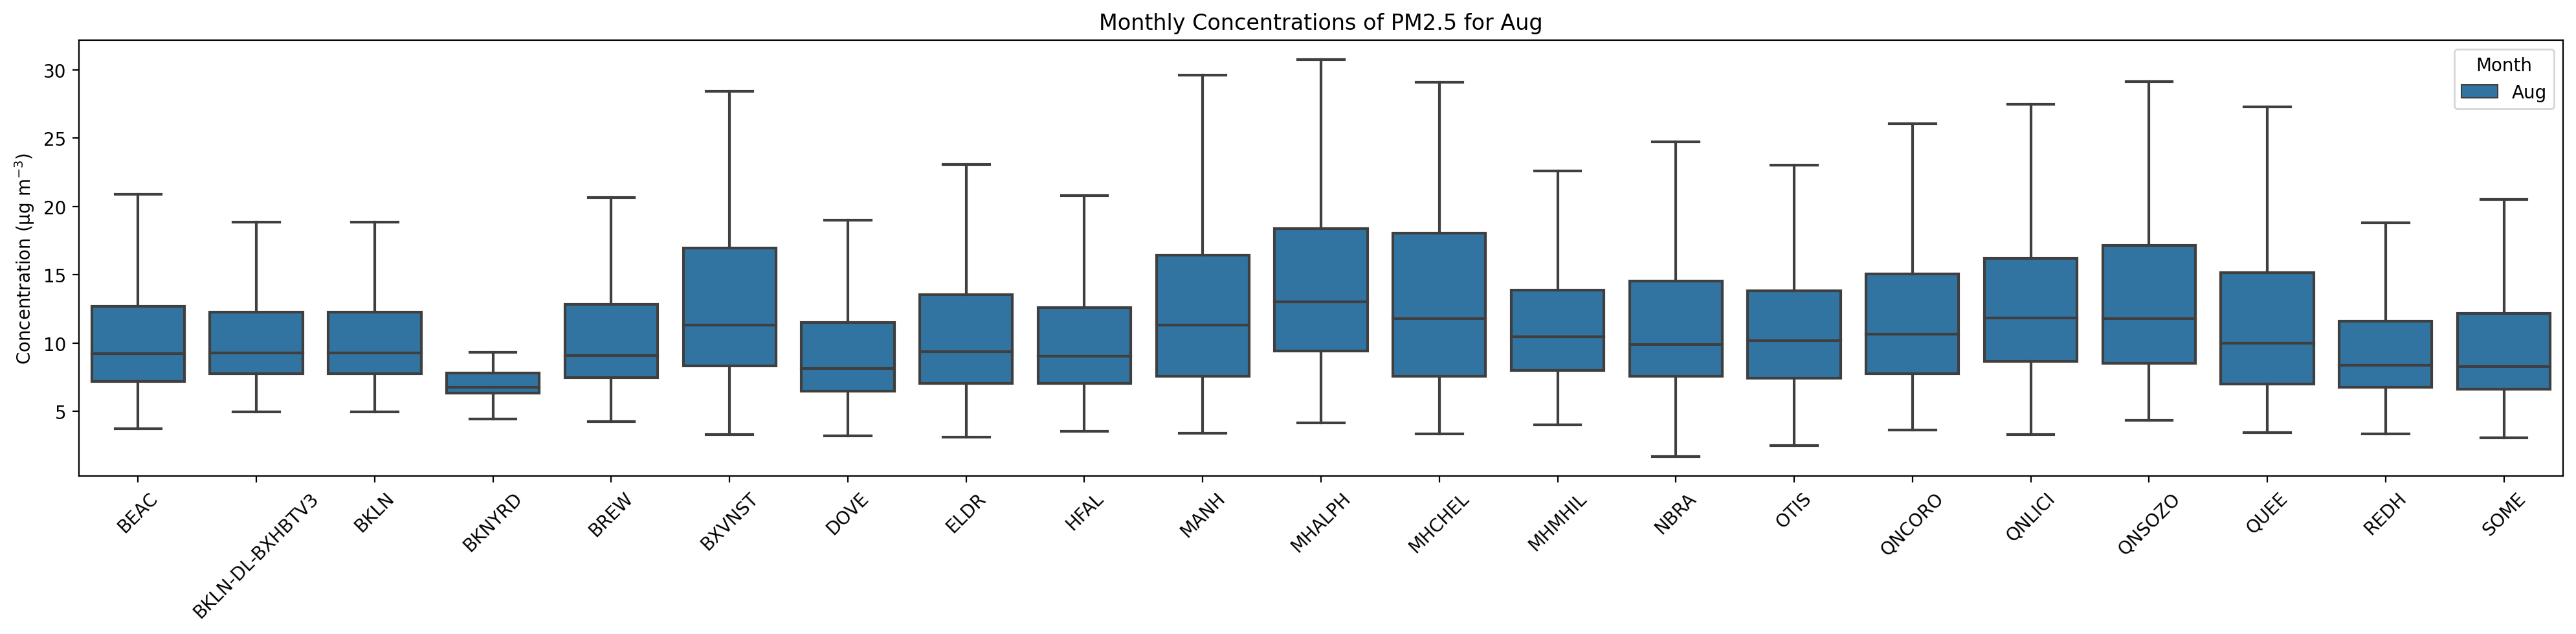 Monthly Concentrations of PM2.5 for Aug
Concentration (µg m⁻³)
30
25
20
15
10
5
Month
Aug
BEAC
BKLN-DL-BXHBTV3
BKLN
BKNYRD
BREW
BXVNST
DOVE
ELDR
HFAL
MANH
MHALPH
MHCHEL
MHMHIL
NBRA
OTIS
QNCORO
QNLICI
QNSOZO
QUEE
REDH
SOME